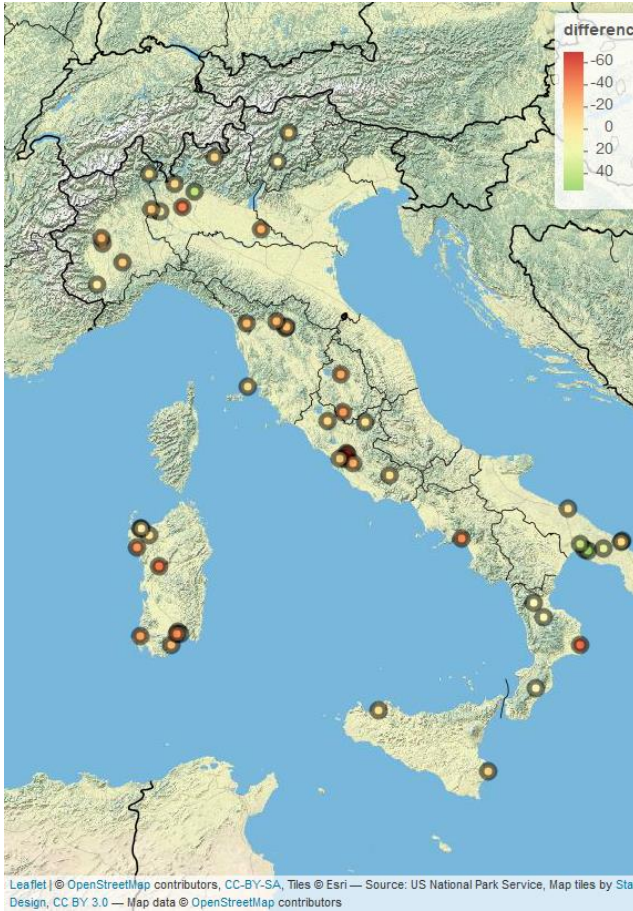 differenc
-60
-40
-20
0
20
40
Leaflet | © OpenStreetMap contributors, CC-BY-SA, Tiles © Esri — Source: US National Park Service, Map tiles by Sta
Design, CC BY 3.0 — Map data © OpenStreetMap contributors